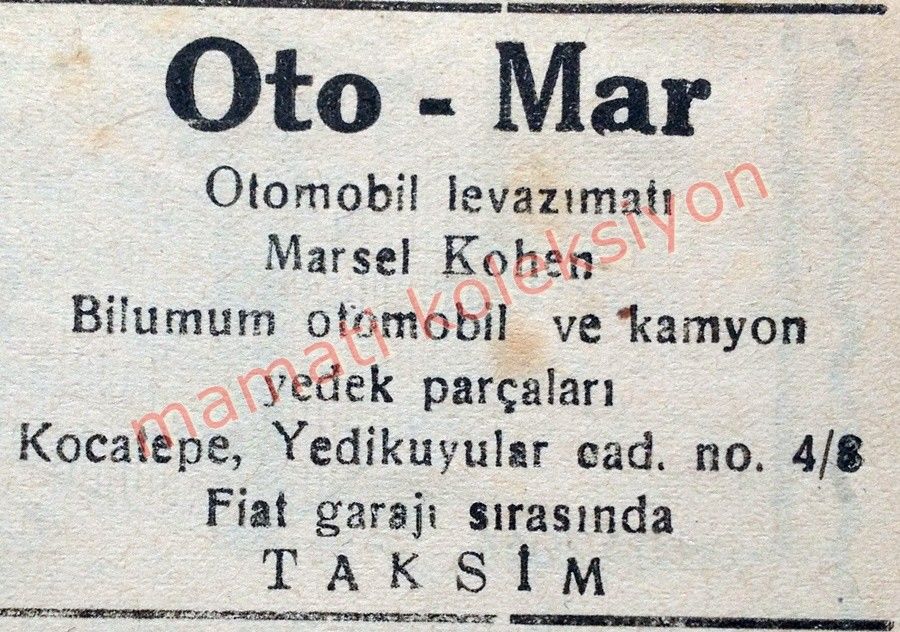 Oto - Mar
Otomobil levazımatı
Marsel Kohen
Bilumum otomobil ve kamyon
yedek parçaları
Kocatepe, Yedikuyular cad. no. 4/8
Fiat garajı sırasında
TAKSİM
mamati koleksiyon